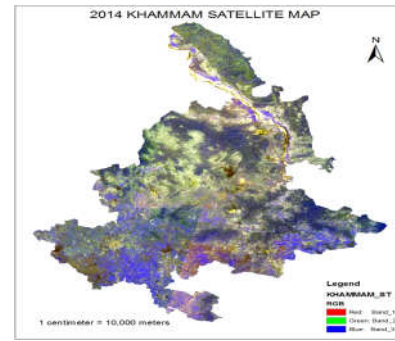 2014 KHAMMAM SATELLITE MAP
N
Legend
KHAMMAM_ST
RGB
Red: Band_1
Green: Band_2
Blue: Band_3
1 centimeter = 10,000 meters